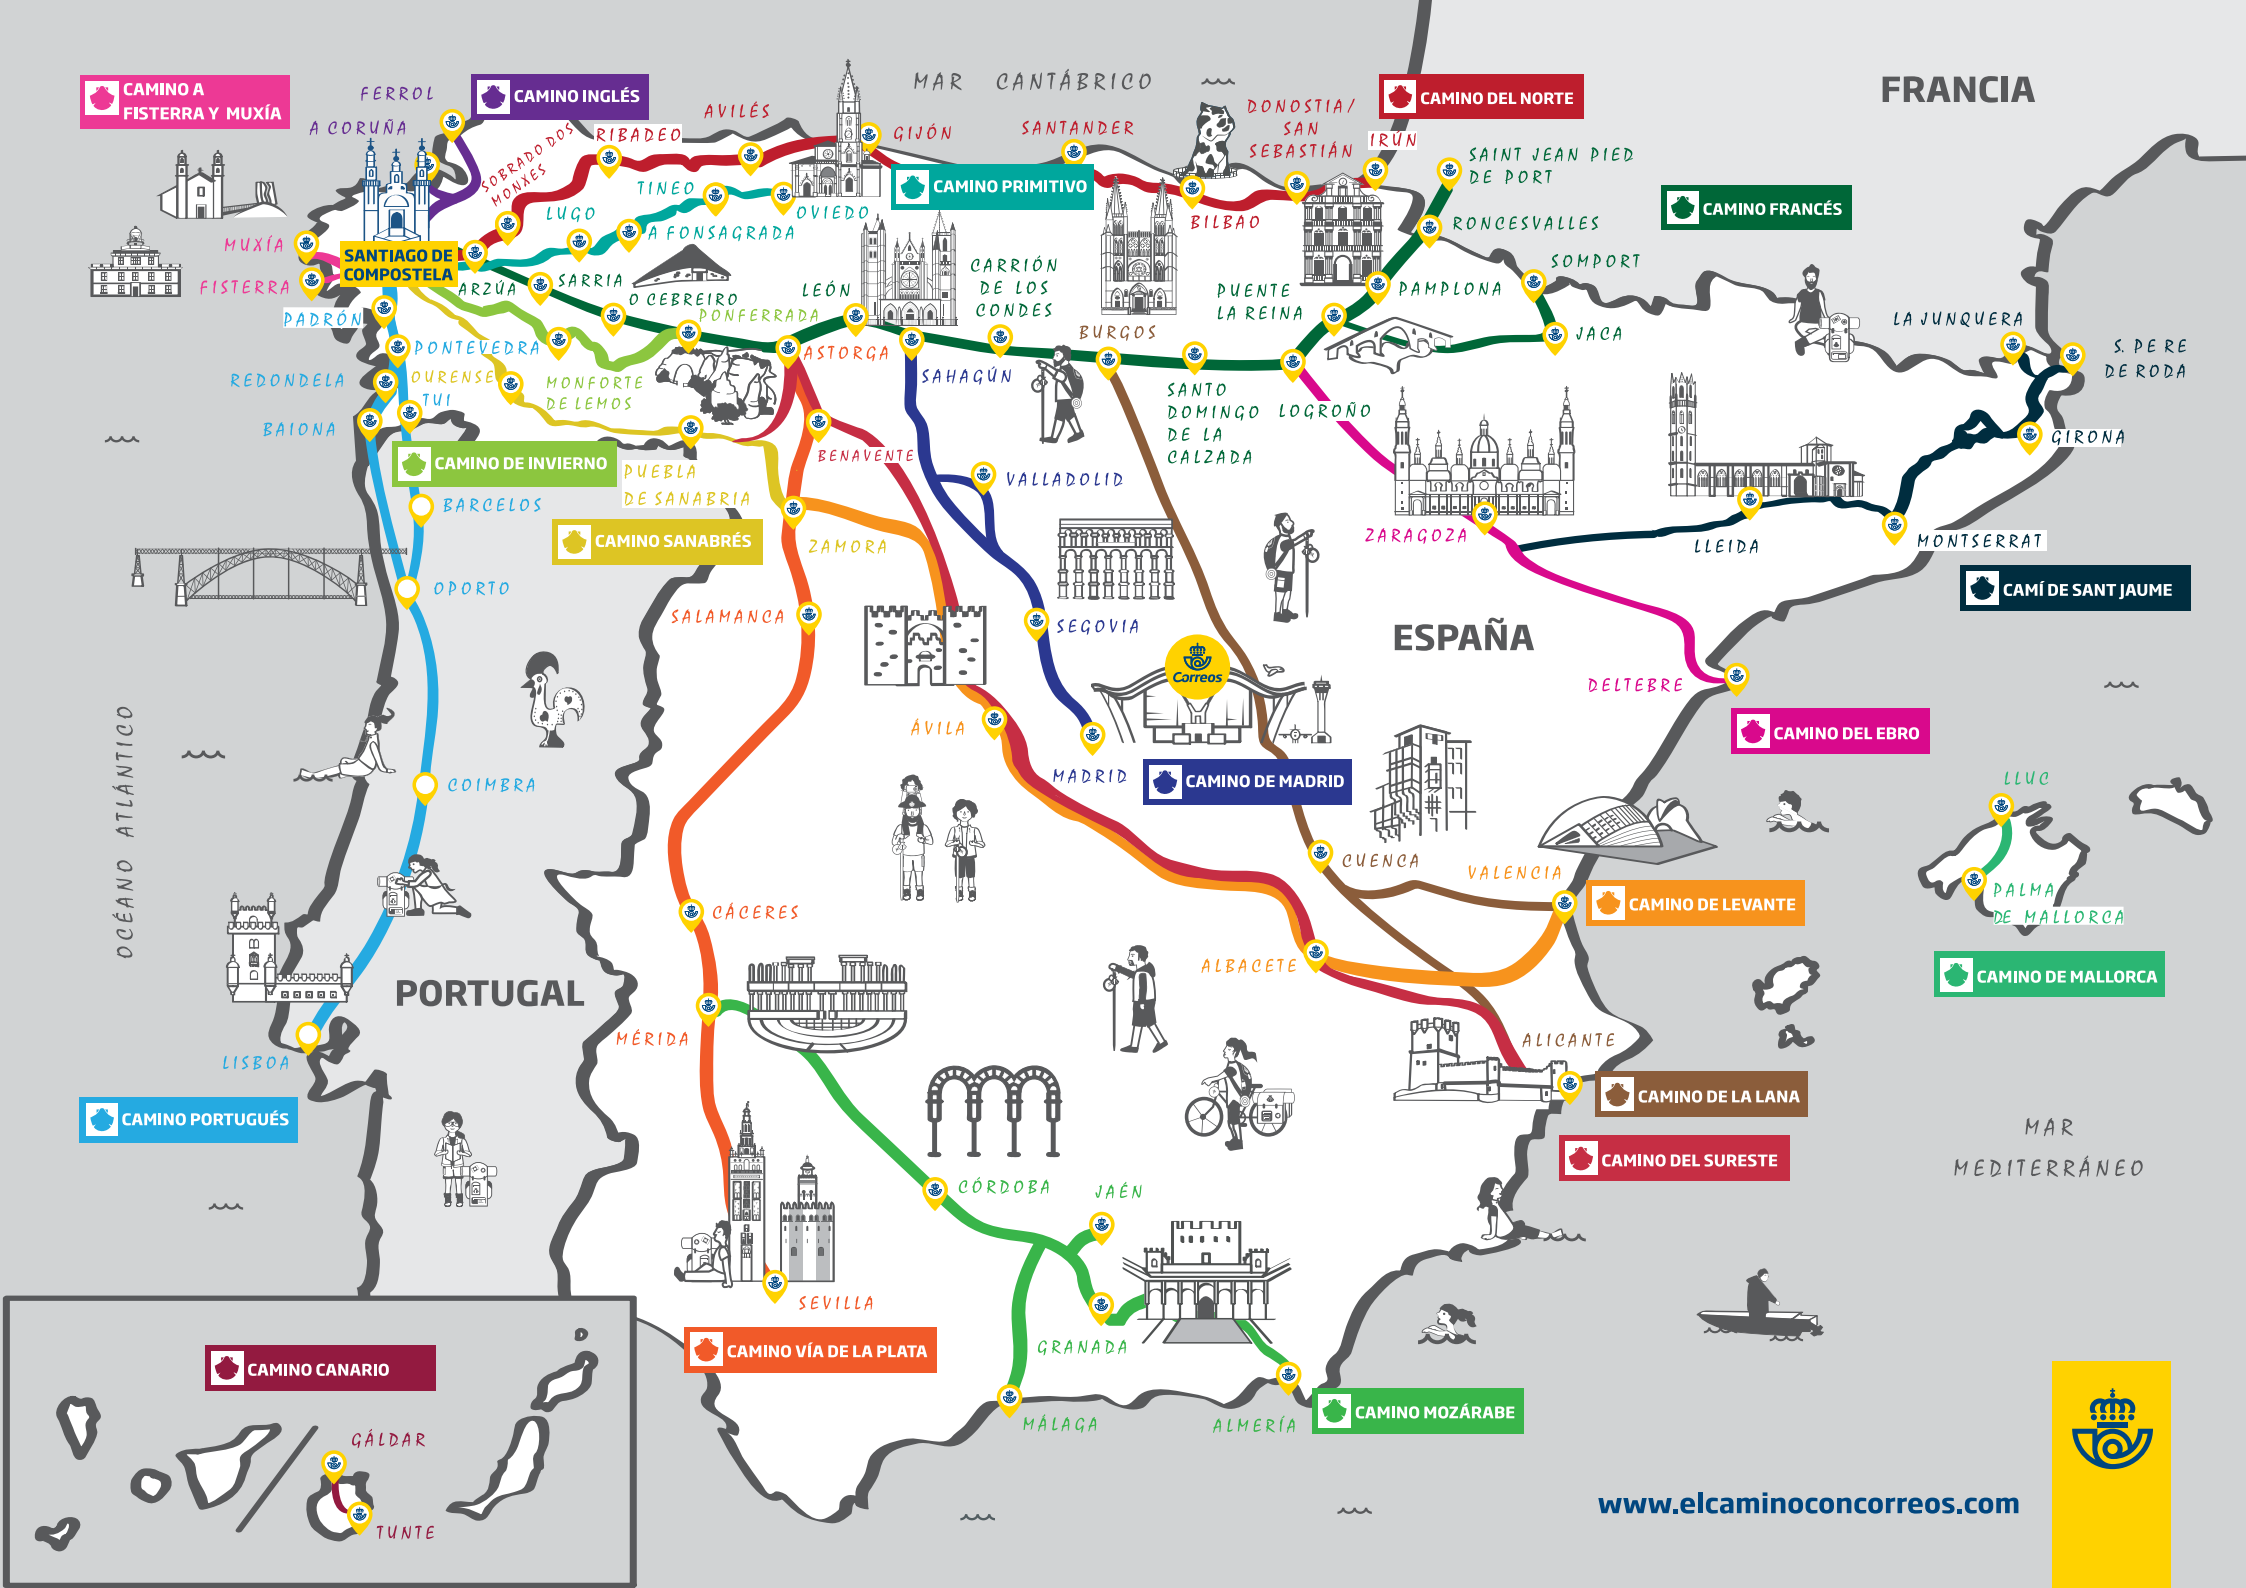 CAMINO A
FISTERRA Y MUXÍA
FERROL
CAMINO INGLÉS
A CORUÑA
SOBRADO DOS
MONXES
RIBADEO
AVILÉS
GIJÓN
MAR CANTÁBRICO
SANTANDER
DONOSTIA/
SAN
SEBASTIÁN
CAMINO DEL NORTE
IRÚN
FRANCIA
SAINT JEAN PIED
DE PORT
CAMINO FRANCÉS
RONCESVALLES
BILBAO
CAMINO PRIMITIVO
TINEO
OVIEDO
LUGO
A FONSAGRADA
MUXÍA
FISTERRA
SANTIAGO DE
COMPOSTELA
ARZÚA
SARRIA
O CEBREIRO
PONFERRADA
LEÓN
CARRIÓN
DE LOS
CONDES
BURGOS
PUENTE
LA REINA
PAMPLONA
SOMPORT
JACA
LA JUNQUERA
S. PERE
DE RODA
PADRÓN
PONTEVEDRA
REDONDELA
OURENSE
TUI
BAIONA
MONFORTE
DE LEMOS
ASTORGA
SAHAGÚN
SANTO
DOMINGO
DE LA
CALZADA
LOGROÑO
GIRONA
CAMINO DE INVIERNO
PUEBLA
DE SANABRIA
BENAVENTE
VALLADOLID
BARCELOS
CAMINO SANABRÉS
ZAMORA
ZARAGOZA
LLEIDA
MONTSERRAT
OPORTO
CAMÍ DE SANT JAUME
SALAMANCA
SEGOVIA
ESPAÑA
Correos
DELTEBRE
ÁVILA
CAMINO DEL EBRO
OCÉANO ATLÁNTICO
COIMBRA
MADRID
CAMINO DE MADRID
LLUC
CUENCA
VALENCIA
CAMINO DE LEVANTE
PALMA
DE MALLORCA
CÁCERES
ALBACETE
CAMINO DE MALLORCA
PORTUGAL
MÉRIDA
ALICANTE
LISBOA
CAMINO DE LA LANA
CAMINO PORTUGUÉS
MAR
MEDITERRÁNEO
CAMINO DEL SURESTE
CÓRDOBA
JAÉN
SEVILLA
GRANADA
CAMINO VÍA DE LA PLATA
CAMINO CANARIO
MÁLAGA
ALMERÍA
CAMINO MOZÁRABE
GÁLDAR
TUNTE
www.elcaminoconcorreos.com